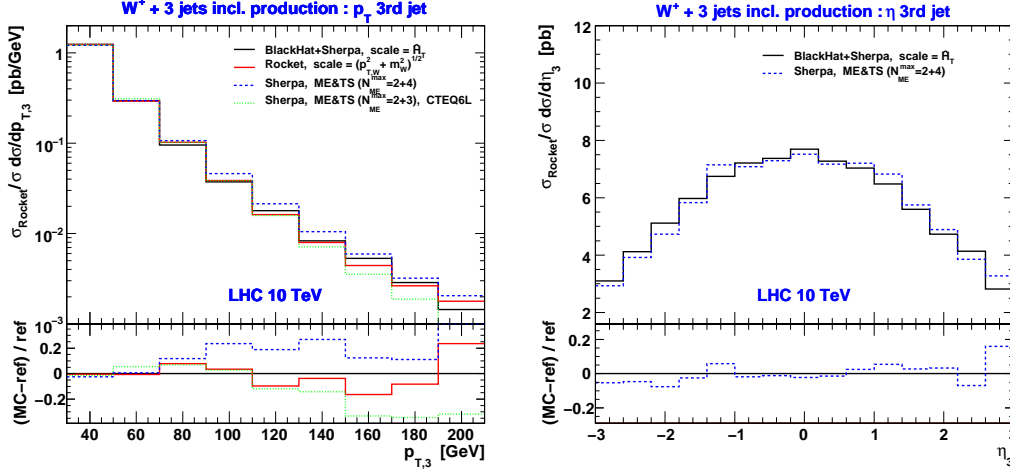 W⁺ + 3 jets incl. production : p_T 3rd jet
σ_Rocket/σ dσ/dp_T,3 [pb/GeV]
BlackHat+Sherpa, scale = Ĥ_T
Rocket, scale = (p²_T,W + m²_W)^1/2
Sherpa, ME&TS (N^max_ME=2+4)
Sherpa, ME&TS (N^max_ME=2+3), CTEQ6L
1
10⁻¹
10⁻²
10⁻³
LHC 10 TeV
(MC-ref) / ref
0.2
0
-0.2
40 60 80 100 120 140 160 180 200
p_T,3 [GeV]
W⁺ + 3 jets incl. production : η 3rd jet
σ_Rocket/σ dσ/dη_3 [pb]
BlackHat+Sherpa, scale = Ĥ_T
Sherpa, ME&TS (N^max_ME=2+4)
12
10
8
6
4
2
LHC 10 TeV
(MC-ref) / ref
0.2
0
-0.2
-3 -2 -1 0 1 2 3
η_3